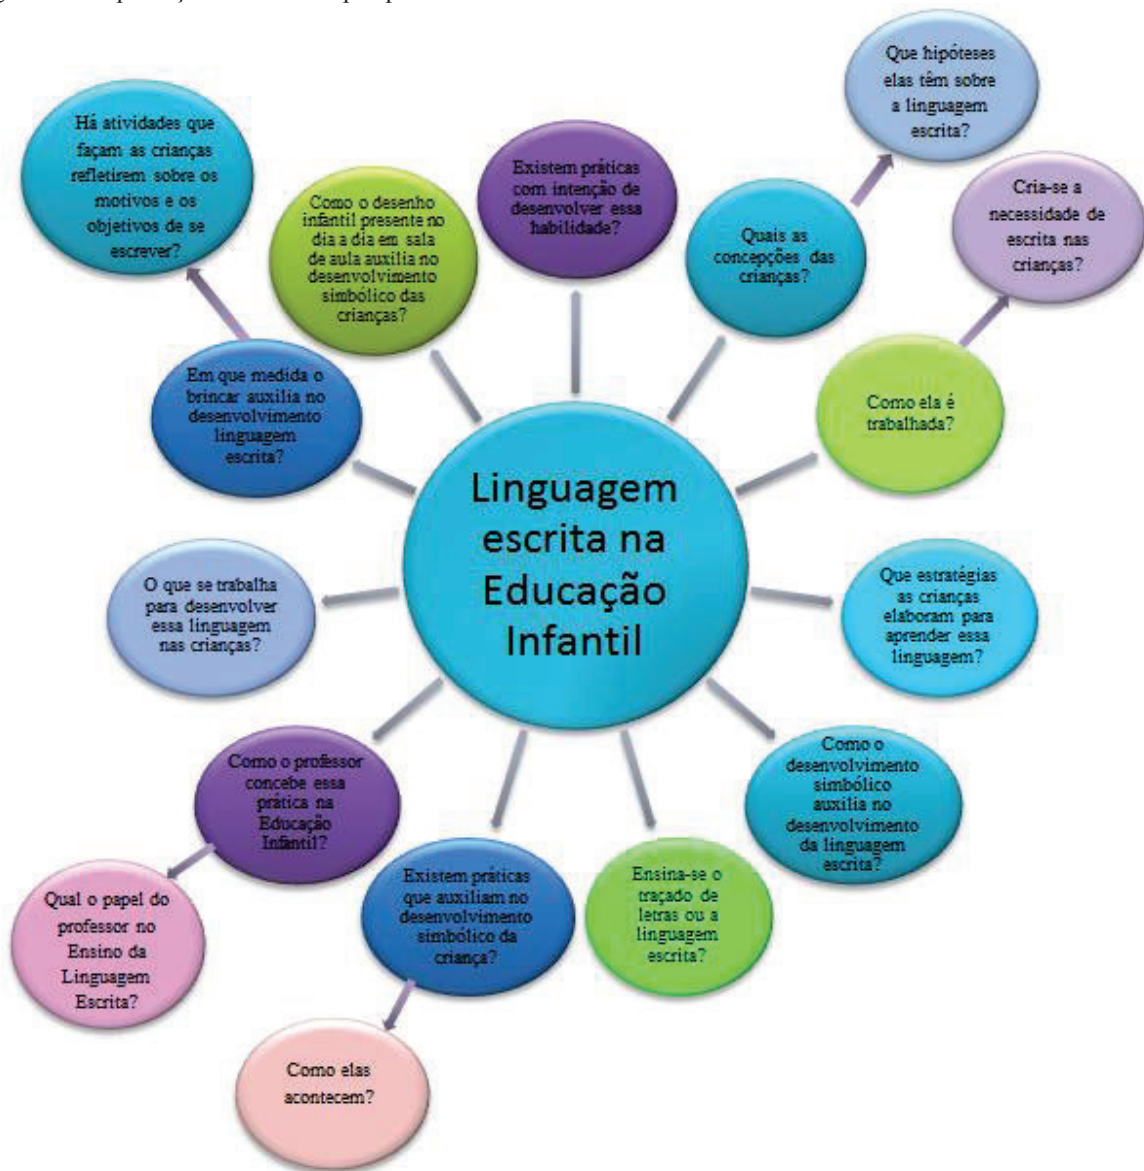 Linguagem
escrita na
Educação
Infantil
Existem práticas
com intenção de
desenvolver essa
habilidade?
Quais as
concepções das
crianças?
Que hipóteses
elas têm sobre
a linguagem
escrita?
Como ela é
trabalhada?
Cria-se a
necessidade de
escrita nas
crianças?
Que estratégias
as crianças
elaboram para
aprender essa
linguagem?
Como o
desenvolvimento
simbólico
auxilia no
desenvolvimento
da linguagem
escrita?
Ensina-se o
traçado de
letras ou a
linguagem
escrita?
Existem práticas
que auxiliam no
desenvolvimento
simbólico da
criança?
Como elas
acontecem?
Como o professor
concebe essa
prática na
Educação
Infantil?
Qual o papel do
professor no
Ensino da
Linguagem
Escrita?
O que se trabalha
para desenvolver
essa linguagem
nas crianças?
Em que medida o
brincar auxilia no
desenvolvimento
linguagem
escrita?
Há atividades que
façam as crianças
refletirem sobre os
motivos e os
objetivos de se
escrever?
Como o desenho
infantil presente no
dia a dia em sala
de aula auxilia no
desenvolvimento
simbólico das
crianças?